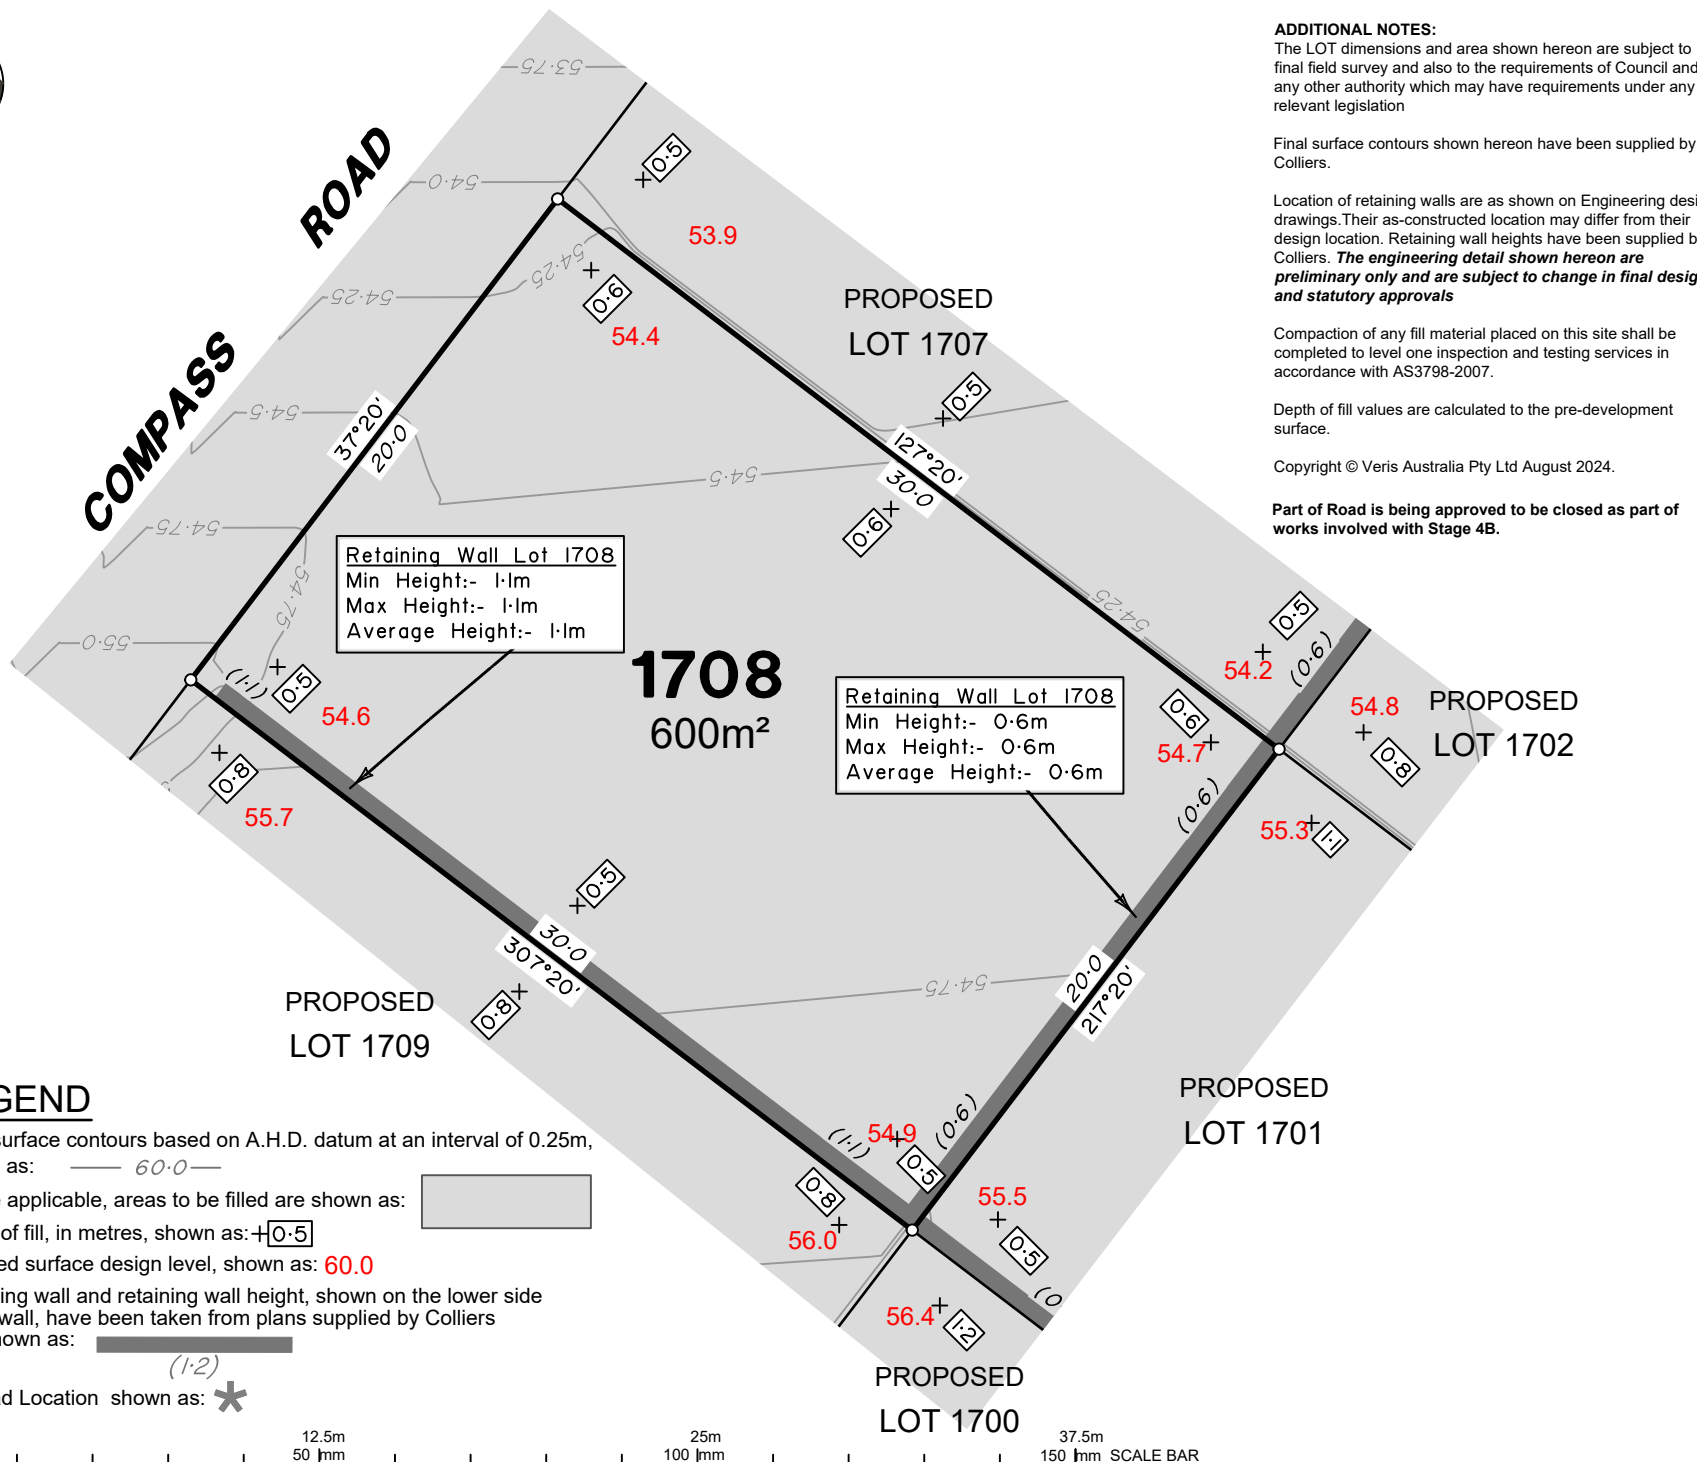 ADDITIONAL NOTES:
The LOT dimensions and area shown hereon are subject to
final field survey and also to the requirements of Council and
any other authority which may have requirements under any
relevant legislation
Final surface contours shown hereon have been supplied by
Colliers.
Location of retaining walls are as shown on Engineering desi
drawings.Their as-constructed location may differ from their
design location. Retaining wall heights have been supplied b
Colliers. The engineering detail shown hereon are
preliminary only and are subject to change in final desig
and statutory approvals
Compaction of any fill material placed on this site shall be
completed to level one inspection and testing services in
accordance with AS3798-2007.
Depth of fill values are calculated to the pre-development
surface.
Copyright © Veris Australia Pty Ltd August 2024.
Part of Road is being approved to be closed as part of
works involved with Stage 4B.
COMPASS ROAD
53·75
54·0
54·25
54·25
54·5
54·5
54·75
54·75
55·0
54·25
54·75
0·5
53.9
0·6
54.4
PROPOSED
LOT 1707
0·5
127°20'
30·0
0·6
37°20'
20·0
Retaining Wall Lot 1708
Min Height:- 1·1m
Max Height:- 1·1m
Average Height:- 1·1m
1708
600m²
Retaining Wall Lot 1708
Min Height:- 0·6m
Max Height:- 0·6m
Average Height:- 0·6m
0·5
54.2
(0·6)
0·6
54.7
(0·6)
54.8
0·8
PROPOSED
LOT 1702
55.3
1·1
(1·1)
0·5
54.6
0·8
55.7
0·5
30·0
307°20'
0·8
PROPOSED
LOT 1709
20·0
217°20'
PROPOSED
LOT 1701
54.9
0·5
(1·1)
(0·6)
0·8
56.0
55.5
0·5
(0
56.4
1·2
PROPOSED
LOT 1700
GEND
surface contours based on A.H.D. datum at an interval of 0.25m,
as: 60·0
applicable, areas to be filled are shown as:
of fill, in metres, shown as: 0·5
ed surface design level, shown as: 60.0
ing wall and retaining wall height, shown on the lower side
wall, have been taken from plans supplied by Colliers
hown as:
(1·2)
d Location shown as:
12.5m 25m 37.5m
50 mm 100 mm 150 mm SCALE BAR